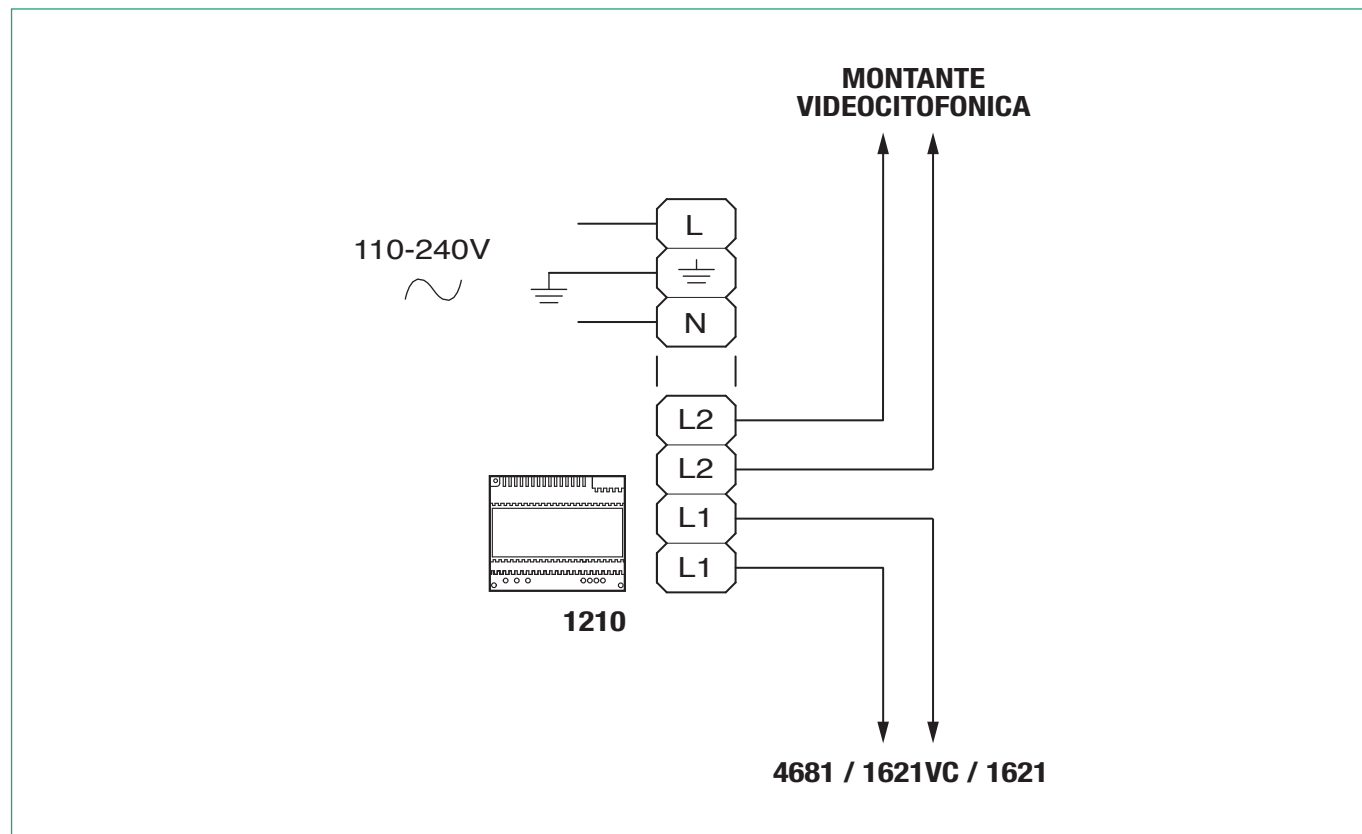 MONTANTE
VIDEOCITOFONICA
110-240V
L
N
L2
L2
L1
L1
1210
4681 / 1621VC / 1621